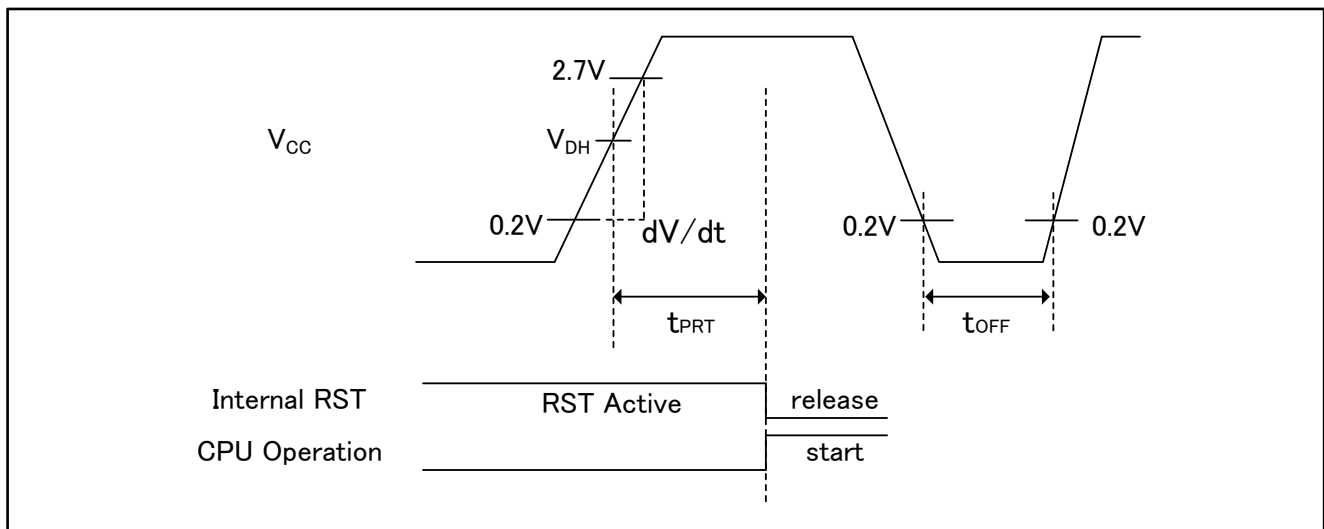 2.7V
VCC
VDH
0.2V
dV/dt
0.2V
0.2V
tPRT
tOFF
Internal RST
RST Active
release
CPU Operation
start